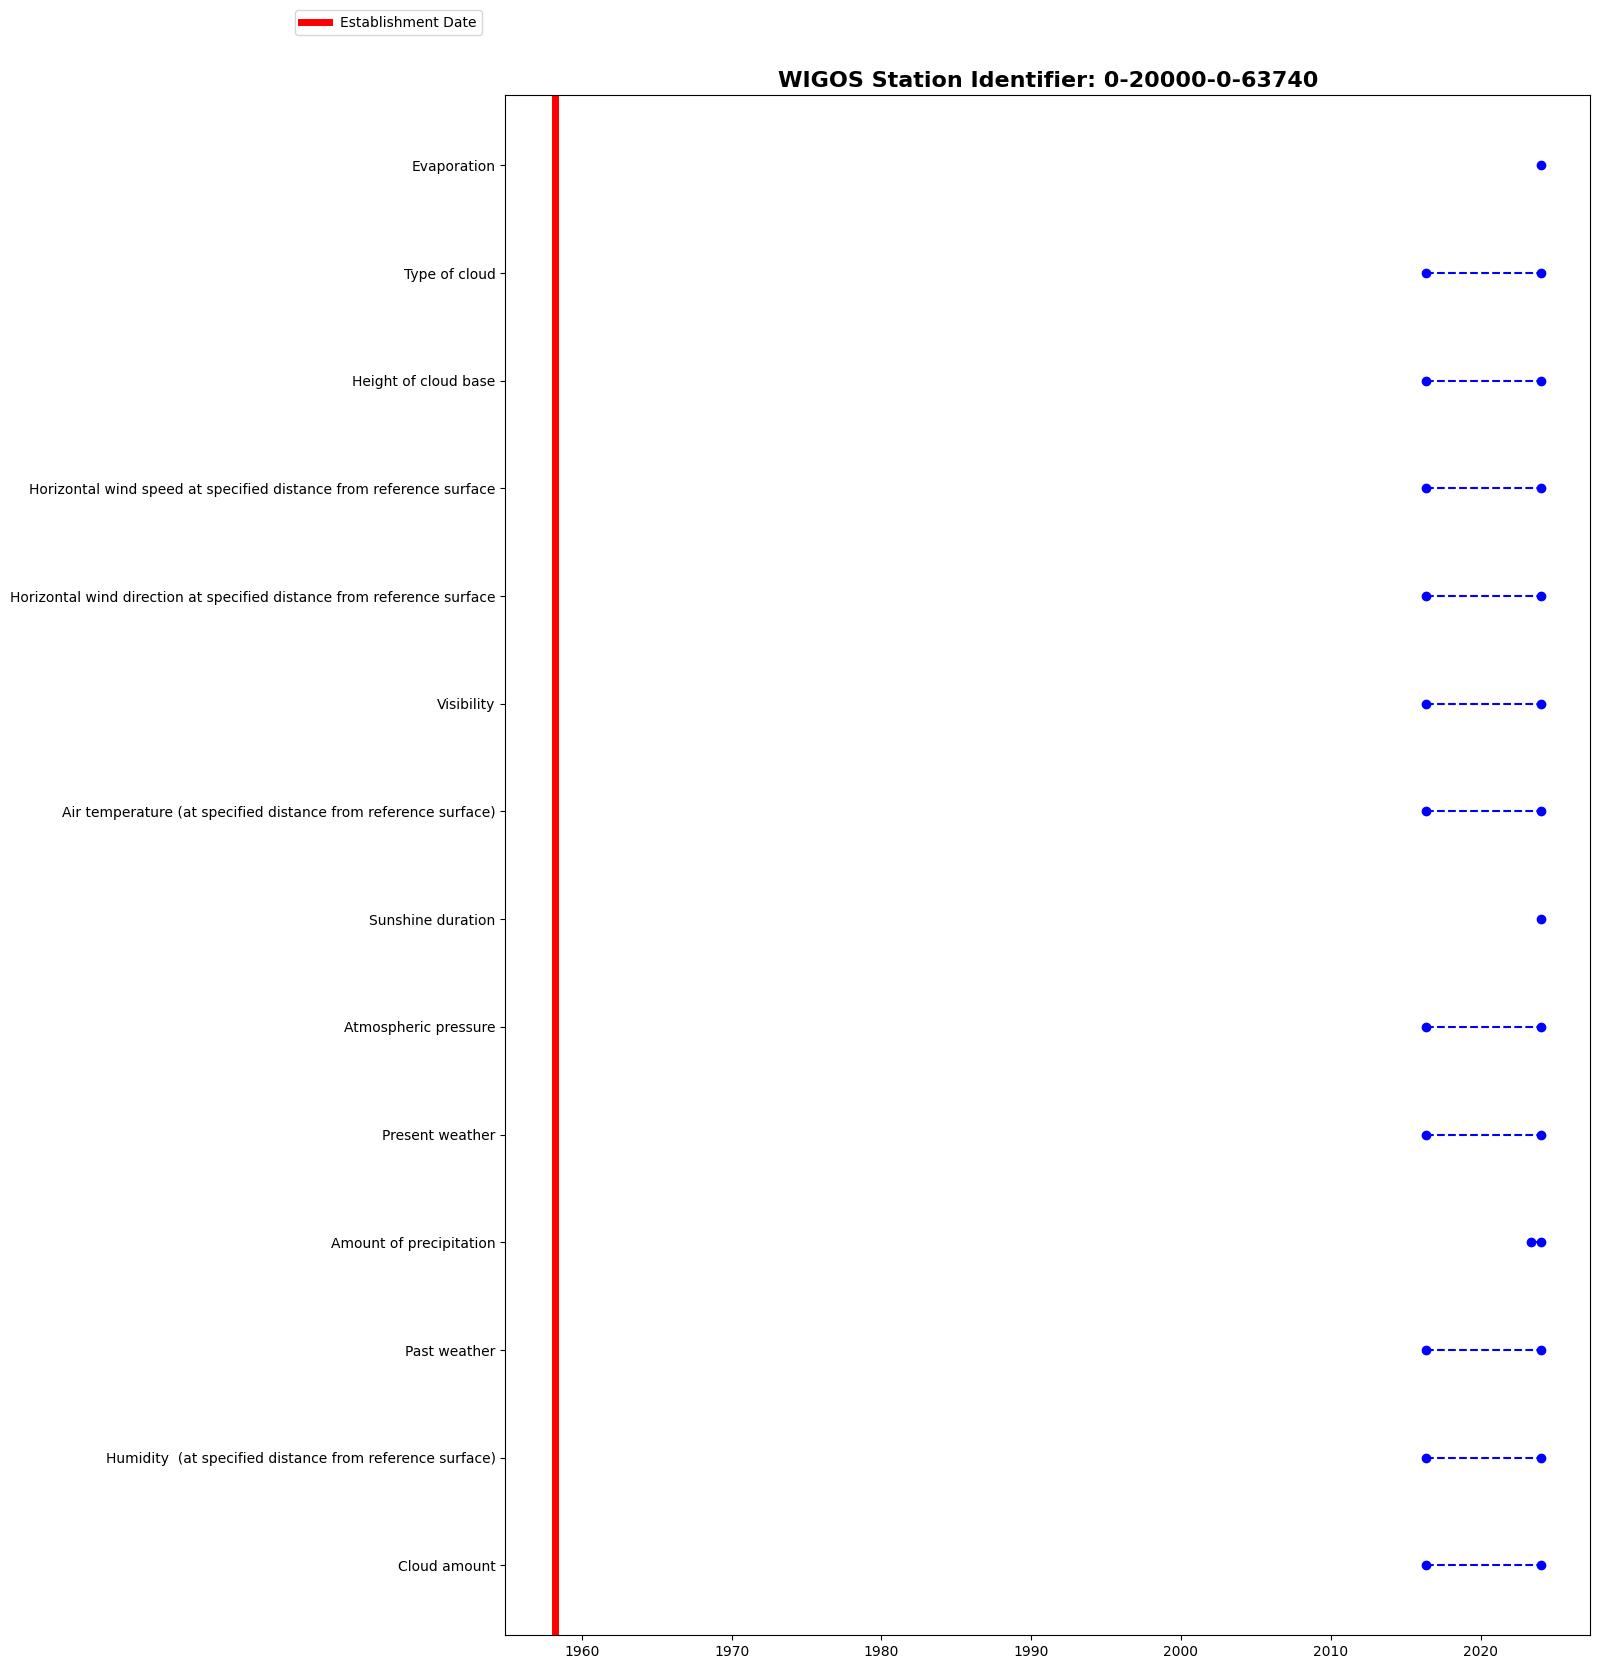 Establishment Date
WIGOS Station Identifier: 0-20000-0-63740
Evaporation
Type of cloud
Height of cloud base
Horizontal wind speed at specified distance from reference surface
Horizontal wind direction at specified distance from reference surface
Visibility
Air temperature (at specified distance from reference surface)
Sunshine duration
Atmospheric pressure
Present weather
Amount of precipitation
Past weather
Humidity  (at specified distance from reference surface)
Cloud amount
1960 1970 1980 1990 2000 2010 2020